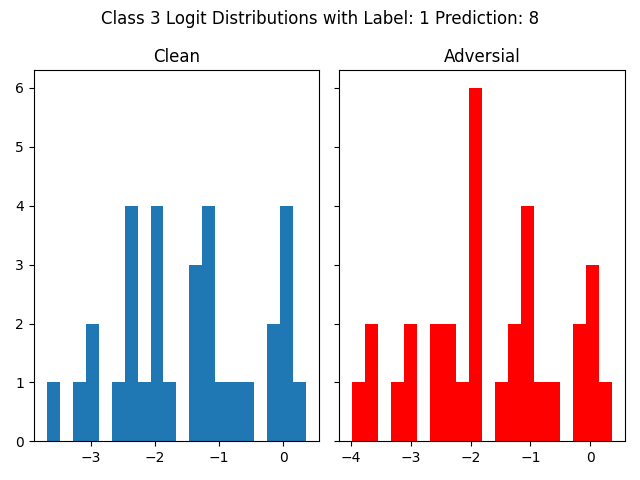 Class 3 Logit Distributions with Label: 1 Prediction: 8
Clean
Adversial
6
5
4
3
2
1
0
−3 −2 −1 0
−4 −3 −2 −1 0